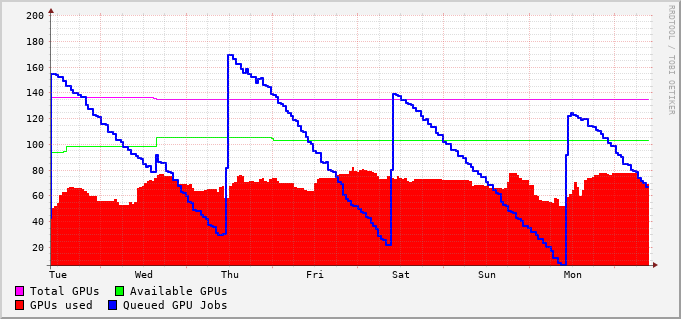 200
180
160
140
120
100
80
60
40
20
Tue Wed Thu Fri Sat Sun Mon
Total GPUs Available GPUs
GPUs used Queued GPU Jobs
RRDTOOL / TOBI OETIKER